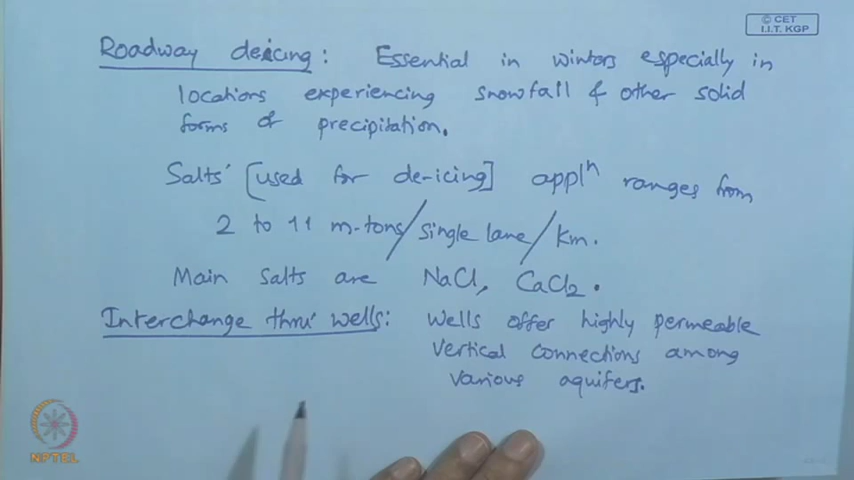 © CET
I.I.T. KGP
Roadway deicing: Essential in winters especially in
locations experiencing snowfall & other solid
forms of precipitation.
Salts' [used for de-icing] applⁿ ranges from
2 to 11 m-tons/single lane/km.
Main salts are NaCl, CaCl₂.
Interchange thru' wells: Wells offer highly permeable
vertical connections among
various aquifers.
NPTEL